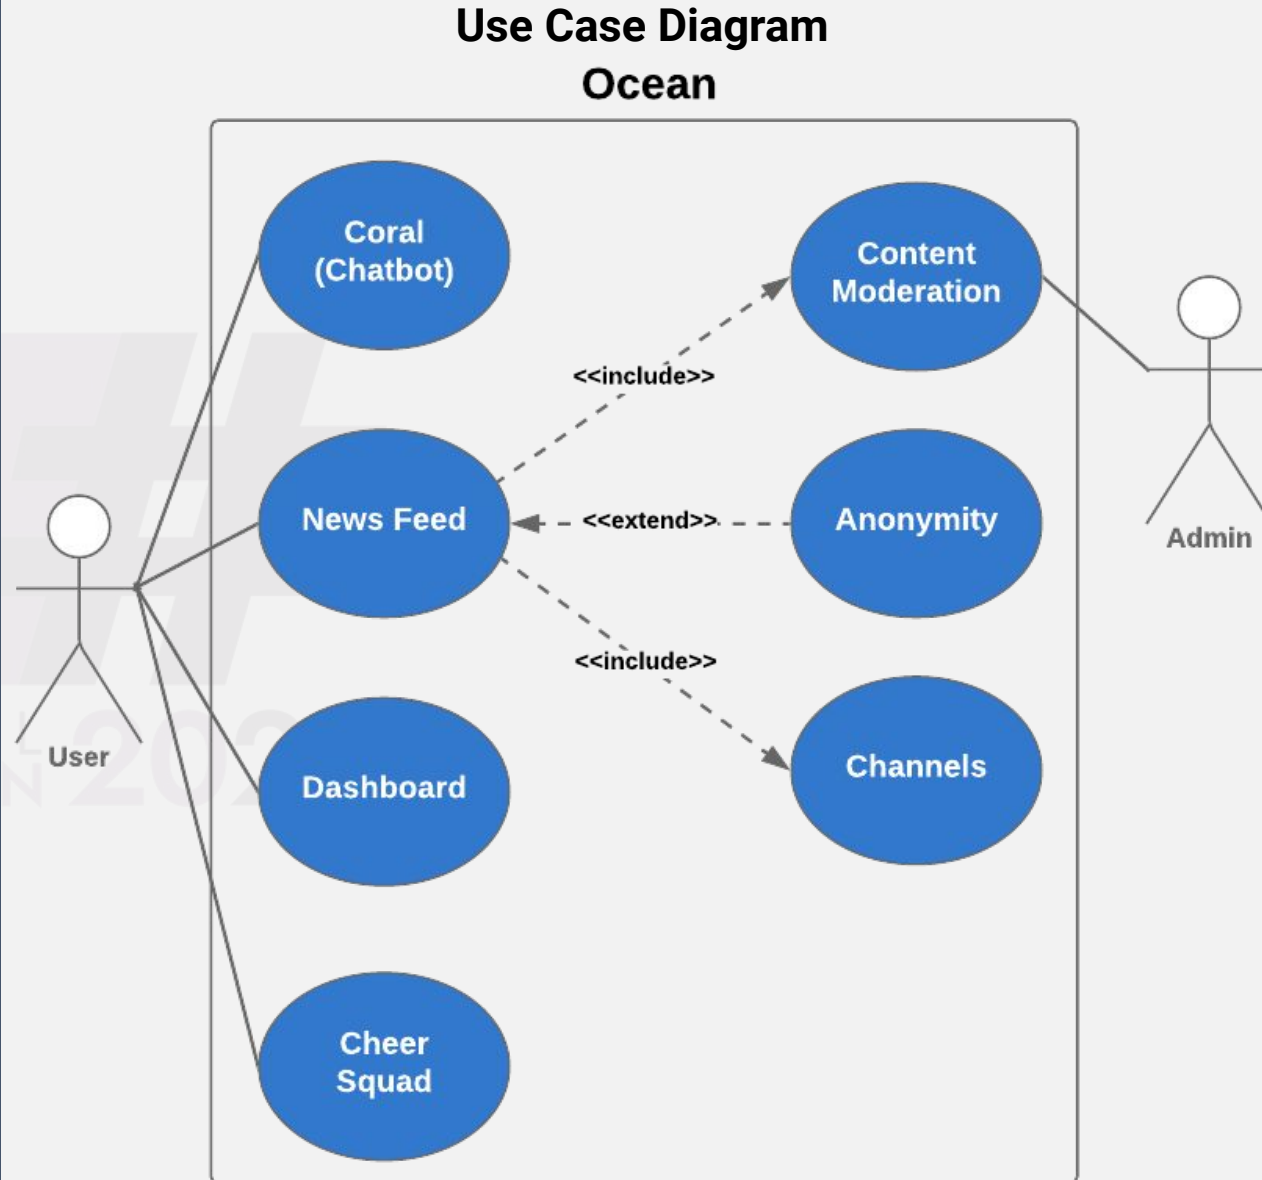 Use Case Diagram
Ocean
Coral
(Chatbot)
Content
Moderation
<<include>>
News Feed
<<extend>>
Anonymity
Admin
<<include>>
User
Dashboard
Channels
Cheer
Squad